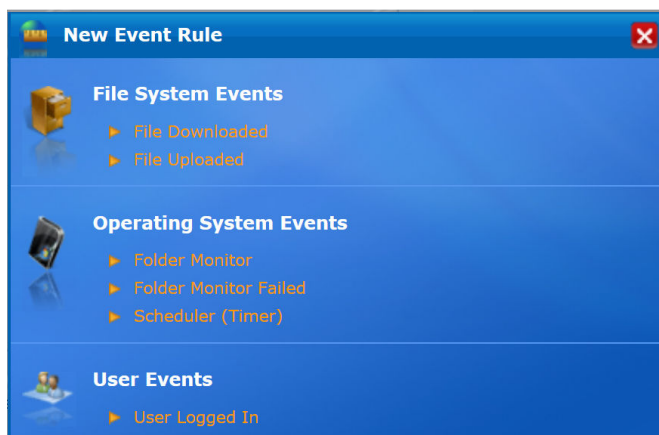 New Event Rule
File System Events
File Downloaded
File Uploaded
Operating System Events
Folder Monitor
Folder Monitor Failed
Scheduler (Timer)
User Events
User Logged In